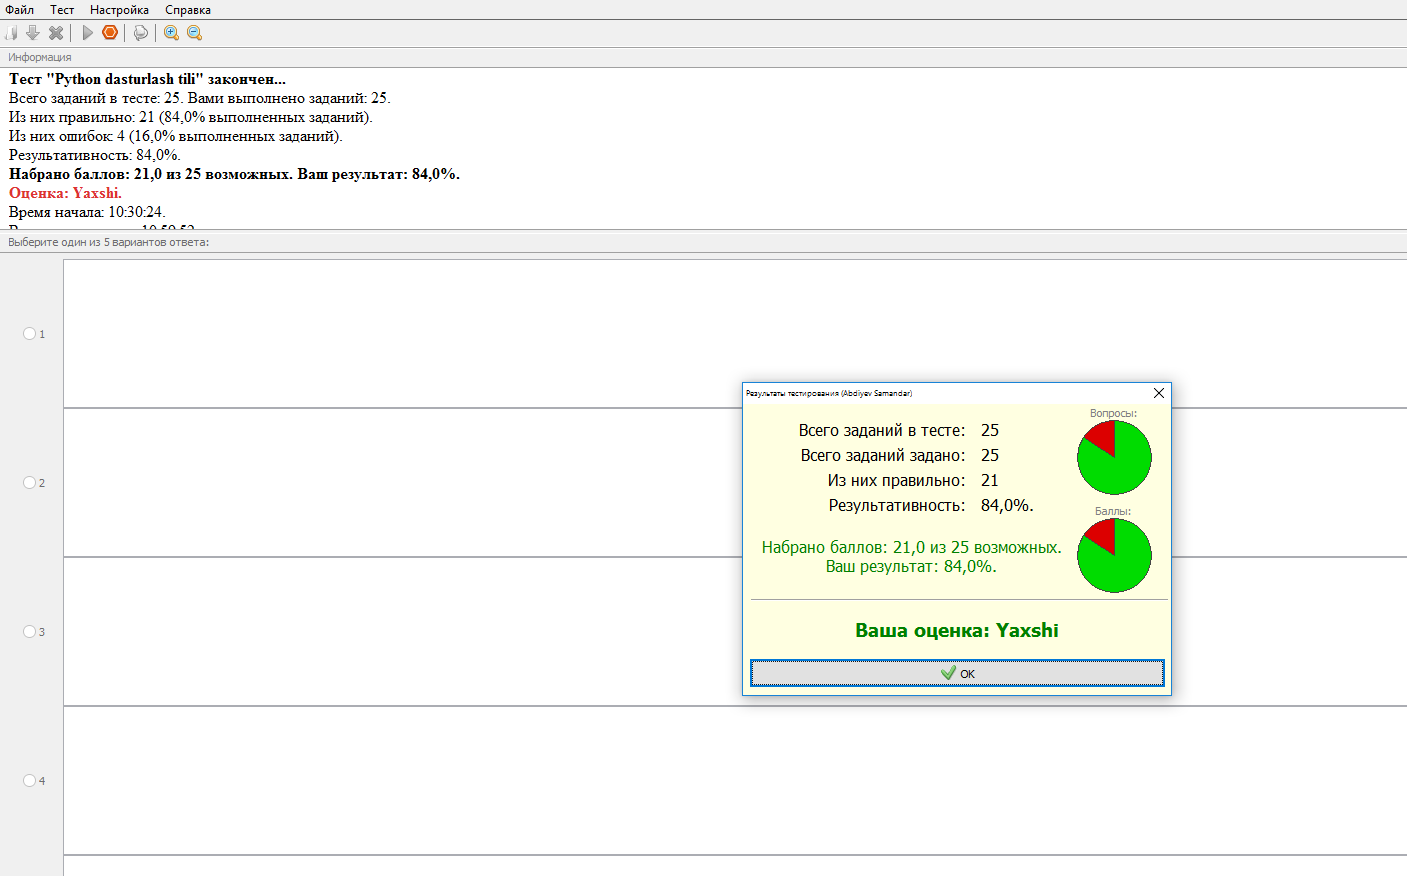 Файл Тест Настройка Справка
Информация
Тест "Python dasturlash tili" закончен...
Всего заданий в тесте: 25. Вами выполнено заданий: 25.
Из них правильно: 21 (84,0% выполненных заданий).
Из них ошибок: 4 (16,0% выполненных заданий).
Результативность: 84,0%.
Набрано баллов: 21,0 из 25 возможных. Ваш результат: 84,0%.
Оценка: Yaxshi.
Время начала: 10:30:24.
Выберите один из 5 вариантов ответа:
1
2
3
4
Результаты тестирования (Abdiyev Samandar)
Всего заданий в тесте: 25
Всего заданий задано: 25
Из них правильно: 21
Результативность: 84,0%.
Вопросы:
Баллы:
Набрано баллов: 21,0 из 25 возможных.
Ваш результат: 84,0%.
Ваша оценка: Yaxshi
OK